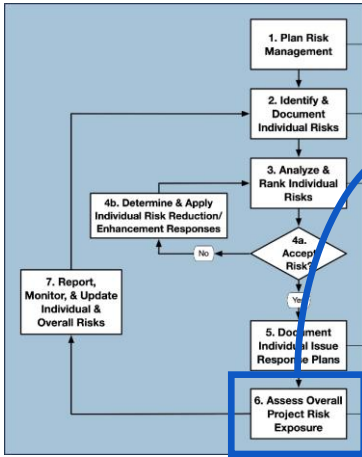 1. Plan Risk
Management
2. Identify &
Document
Individual Risks
3. Analyze &
Rank Individual
Risks
4b. Determine & Apply
Individual Risk Reduction/
Enhancement Responses
4a.
Accept
Risk?
No
Yes
7. Report,
Monitor, & Update
Individual &
Overall Risks
5. Document
Individual Issue
Response Plans
6. Assess Overall
Project Risk
Exposure